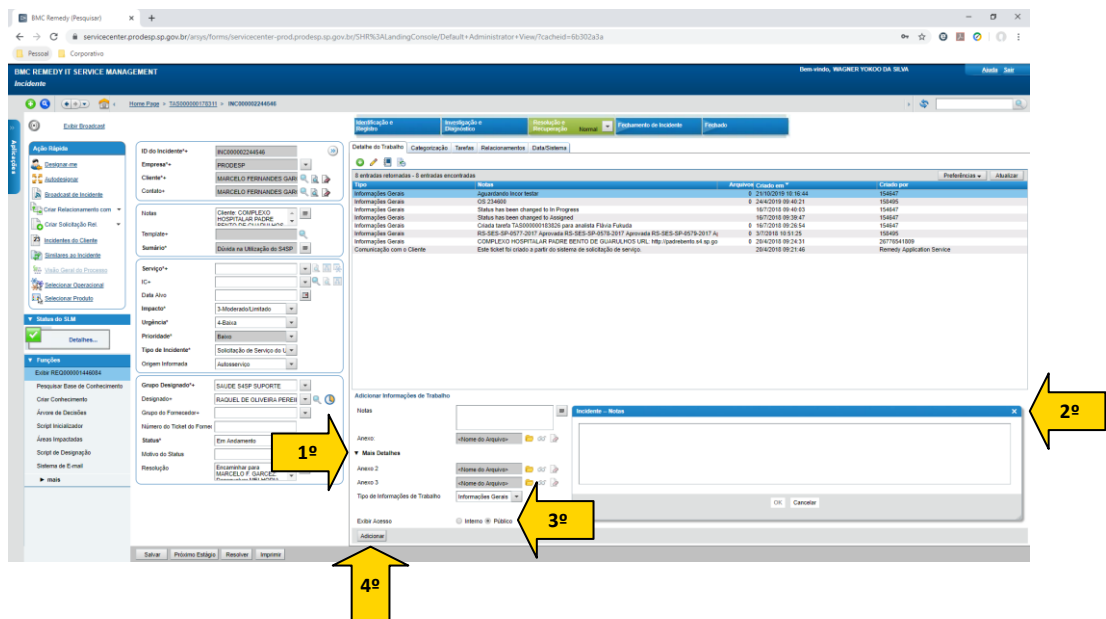 BMC Remedy (Pesquisar)
servicecenter.prodesp.sp.gov.br/arsys/forms/servicecenter-prod.prodesp.sp.gov.br/SHR%3ALandingConsole/Default+Administrator+View/?cacheid=6b302a3a
Pessoal Corporativo
BMC REMEDY IT SERVICE MANAGEMENT
Bem-vindo, WAGNER YOKOO DA SILVA
Ajuda Sair
Incidente
Home Page > TAS000000178311 > INC000002244546
Exibir Broadcast
Aplicações
Ação Rápida
Designar-me
Autodesignar
Broadcast de Incidente
Criar Relacionamento com
Criar Solicitação Rel.
Incidentes do Cliente
Similares ao Incidente
Visão Geral do Processo
Selecionar Operacional
Selecionar Produto
Status do SLM
Detalhes...
Funções
Exibir REQ000001446084
Pesquisar Base de Conhecimento
Criar Conhecimento
Árvore de Decisões
Script Inicializador
Áreas Impactadas
Script de Designação
Sistema de E-mail
mais
ID do Incidente*+ INC000002244546
Empresa*+ PRODESP
Cliente*+ MARCELO FERNANDES GAR
Contato+ MARCELO FERNANDES GAR
Notas Cliente: COMPLEXO
HOSPITALAR PADRE
BENTO DE GUARULHOS
Template+
Sumário* Dúvida na Utilização do S4SP
Serviço*+
IC+
Data Alvo
Impacto* 3-Moderado/Limitado
Urgência* 4-Baixa
Prioridade* Baixo
Tipo de Incidente* Solicitação de Serviço do U
Origem Informada Autosserviço
Grupo Designado*+ SAUDE S4SP SUPORTE
Designado+ RAQUEL DE OLIVEIRA PEREIR
Grupo do Fornecedor+
Número do Ticket do Fornec
Status* Em Andamento
Motivo do Status
Resolução Encaminhar para
MARCELO F. GARCEZ.
Salvar Próximo Estágio Resolver Imprimir
Identificação e Registro
Investigação e Diagnóstico
Resolução e Recuperação Normal
Fechamento de Incidente
Fechado
Detalhe do Trabalho Categorização Tarefas Relacionamentos Data/Sistema
8 entradas retornadas - 8 entradas encontradas
Preferências Atualizar
Tipo Notas Arquivos Criado em Criado por
Informações Gerais Aguardando Incor testar 0 21/10/2019 10:16:44 154647
Informações Gerais OS 234600 0 24/4/2019 09:40:21 158495
Informações Gerais Status has been changed to In Progress 16/7/2018 09:40:03 154647
Informações Gerais Status has been changed to Assigned 16/7/2018 09:39:47 154647
Informações Gerais Criada tarefa TAS000000183826 para analista Flávia Fukuda 0 16/7/2018 09:26:54 154647
Informações Gerais RS-SES-SP-0577-2017 Aprovada RS-SES-SP-0578-2017 Aprovada RS-SES-SP-0579-2017 Ap 0 3/7/2018 10:51:25 158495
Informações Gerais COMPLEXO HOSPITALAR PADRE BENTO DE GUARULHOS URL: http://padrebento.s4.sp.go 0 28/4/2018 09:24:31 26776541809
Comunicação com o Cliente Este ticket foi criado a partir do sistema de solicitação de serviço. 28/4/2018 09:21:46 Remedy Application Service
Adicionar Informações de Trabalho
Notas
Anexo <Nome do Arquivo>
Mais Detalhes
Anexo 2 <Nome do Arquivo>
Anexo 3 <Nome do Arquivo>
Tipo de Informações de Trabalho Informações Gerais
Exibir Acesso Interno Público
Adicionar
Incidente - Notas X
OK Cancelar
1º
2º
3º
4º